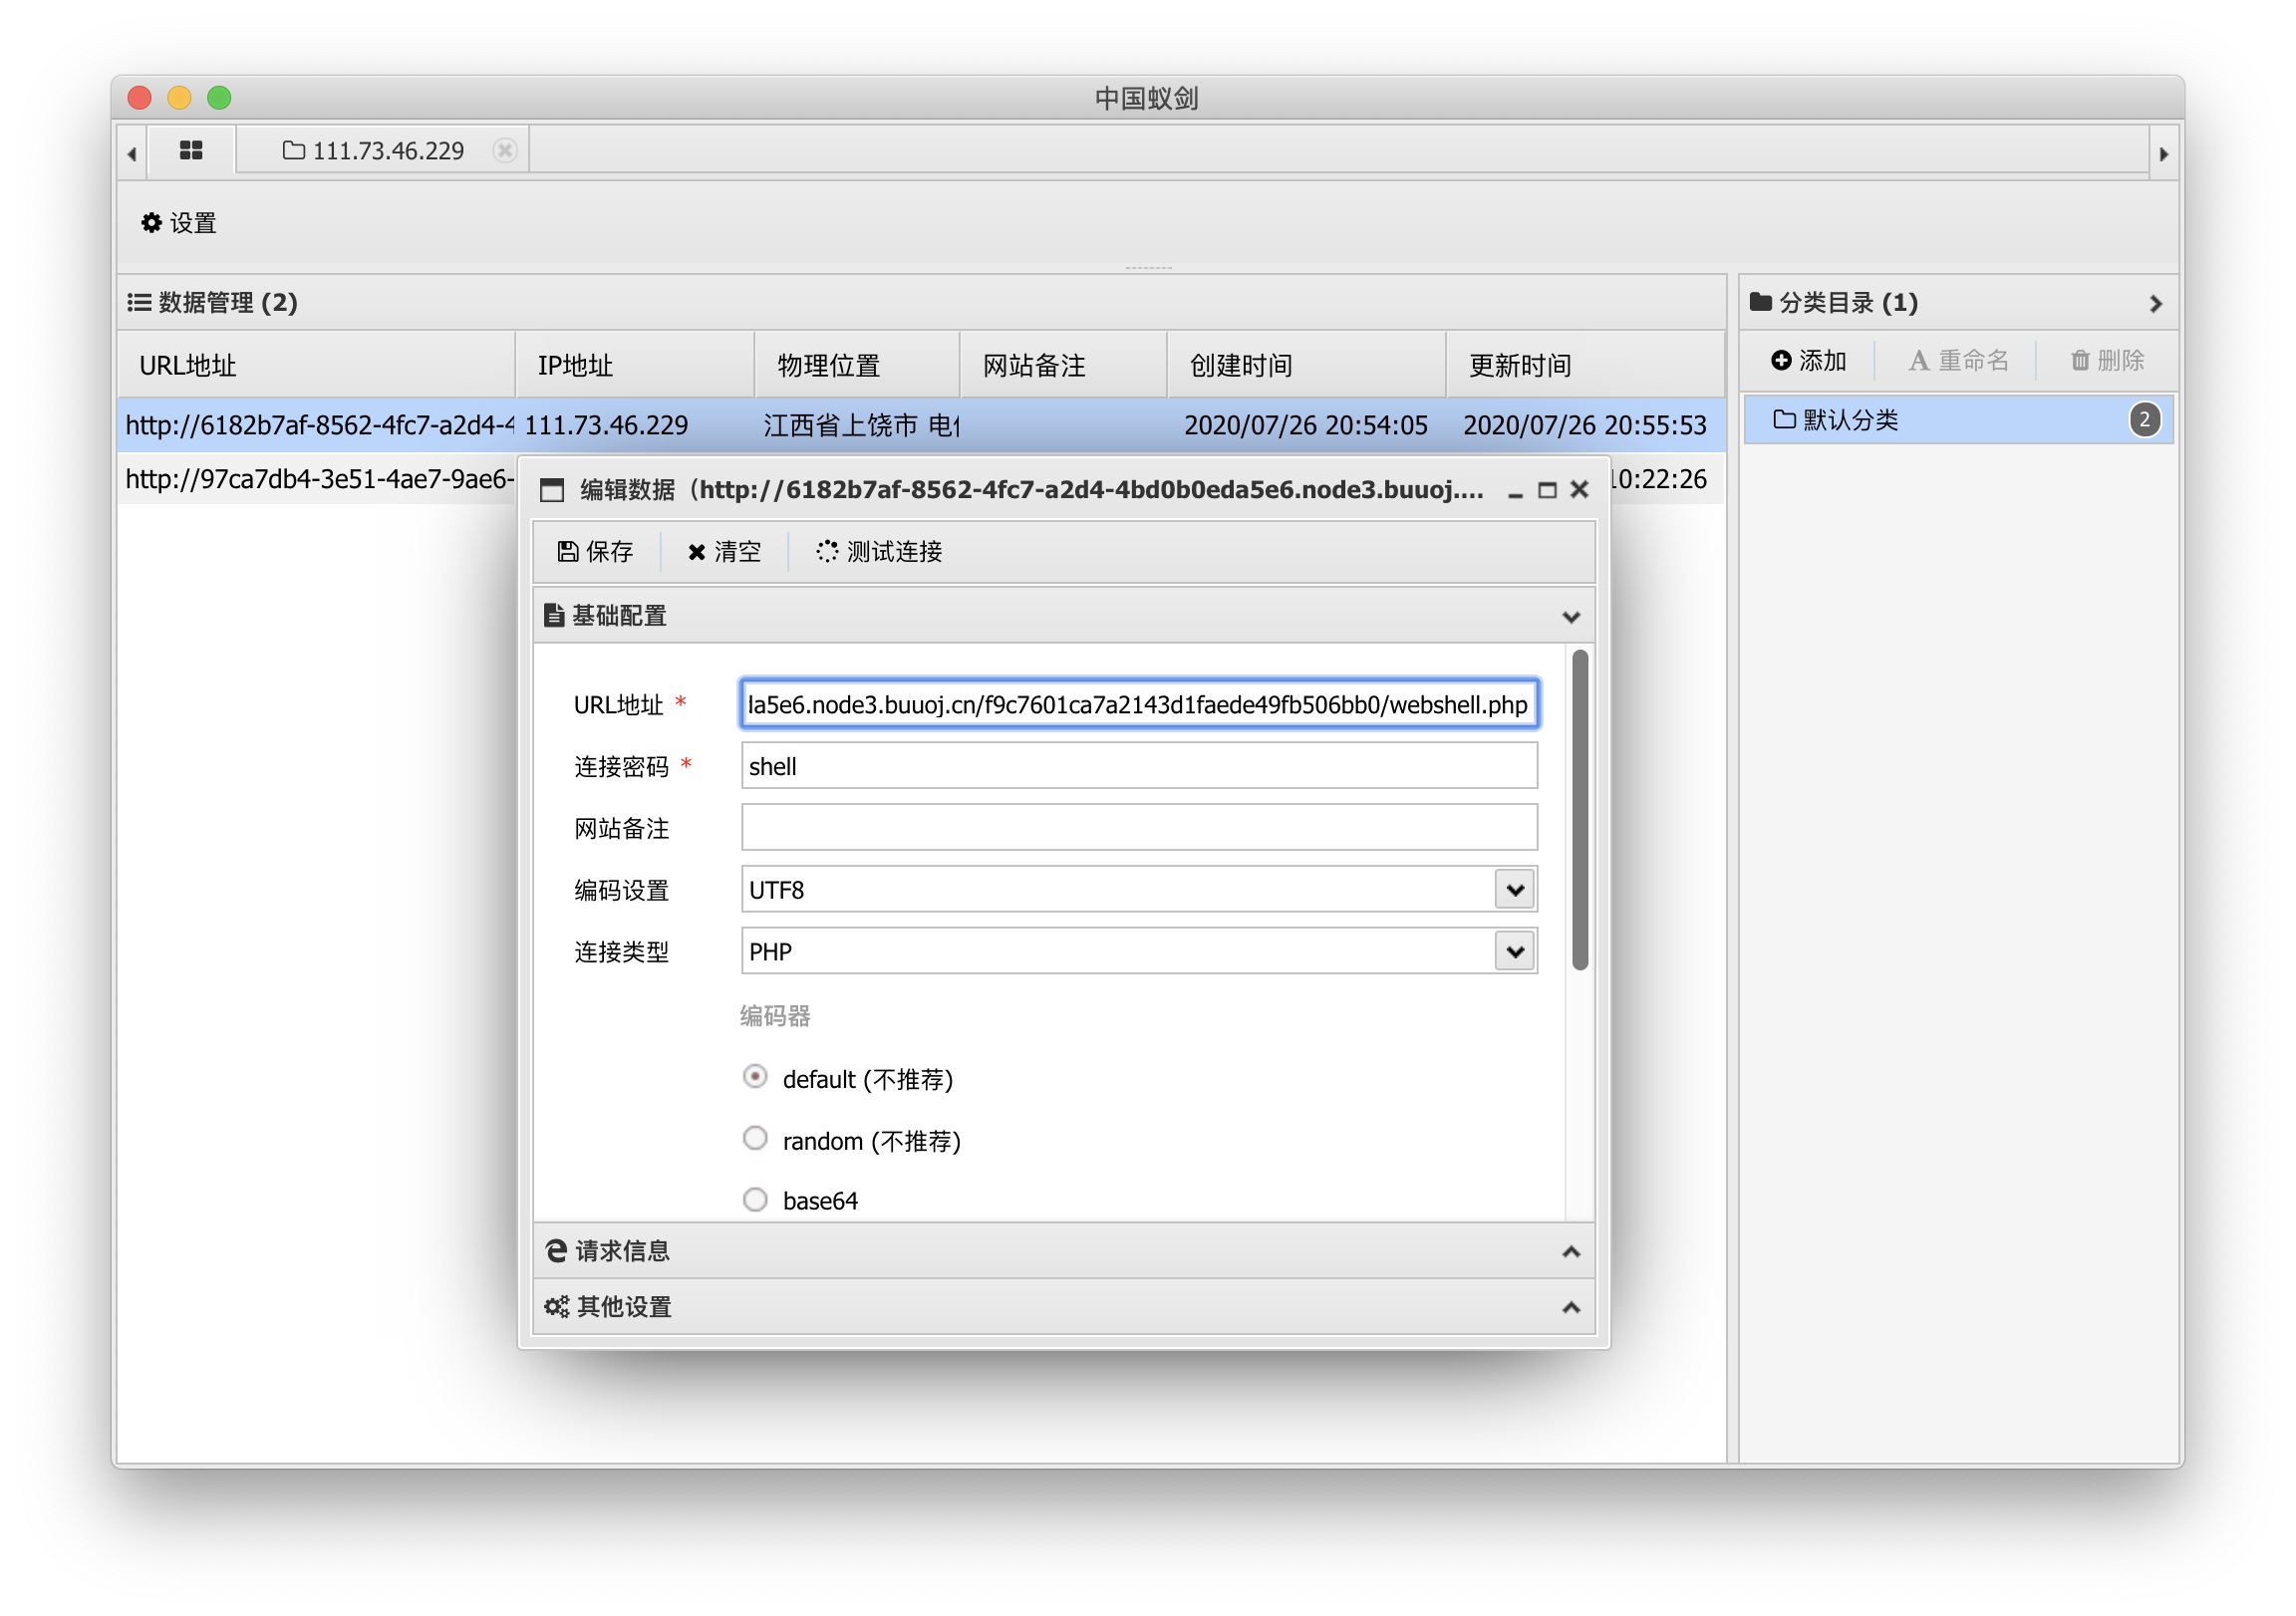 中国蚁剑
111.73.46.229
设置
数据管理 (2)
分类目录 (1)
URL地址 IP地址 物理位置 网站备注 创建时间 更新时间
添加 重命名 删除
http://6182b7af-8562-4fc7-a2d4-4 111.73.46.229 江西省上饶市 电 2020/07/26 20:54:05 2020/07/26 20:55:53
默认分类 2
http://97ca7db4-3e51-4ae7-9ae6- 10:22:26
编辑数据（http://6182b7af-8562-4fc7-a2d4-4bd0b0eda5e6.node3.buuoj....
保存 清空 测试连接
基础配置
URL地址 * la5e6.node3.buuoj.cn/f9c7601ca7a2143d1faede49fb506bb0/webshell.php
连接密码 * shell
网站备注
编码设置 UTF8
连接类型 PHP
编码器
default (不推荐)
random (不推荐)
base64
请求信息
其他设置